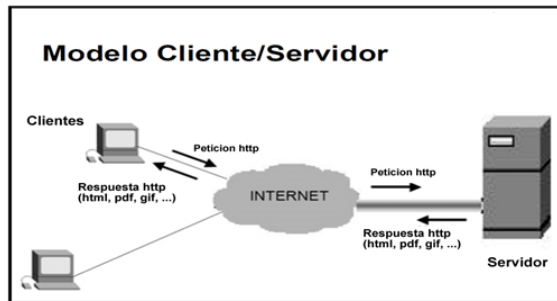 Modelo Cliente/Servidor
Clientes
Peticion http
Respuesta http
(html, pdf, gif, ...)
INTERNET
Peticion http
Respuesta http
(html, pdf, gif, ...)
Servidor